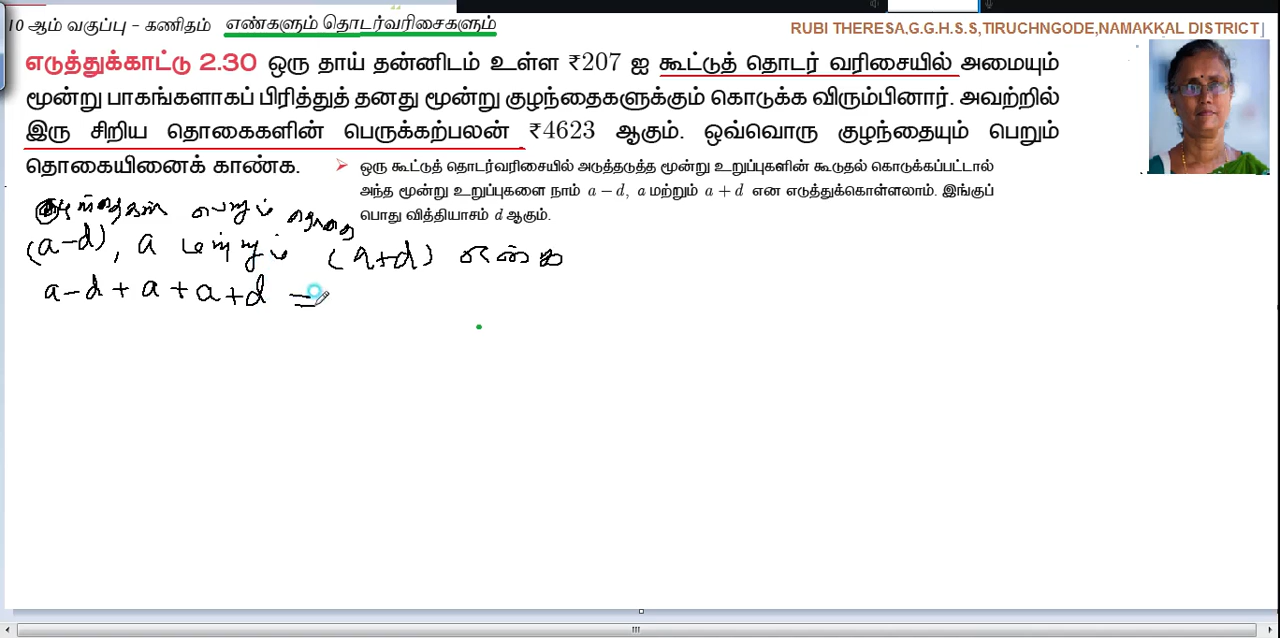 10 ஆம் வகுப்பு – கணிதம் எண்களும் தொடர்வரிசைகளும்
RUBI THERESA,G.G.H.S.S,TIRUCHNGODE,NAMAKKAL DISTRICT
எடுத்துக்காட்டு 2.30 ஒரு தாய் தன்னிடம் உள்ள ₹207 ஐ கூட்டுத் தொடர் வரிசையில் அமையும்
மூன்று பாகங்களாகப் பிரித்துத் தனது மூன்று குழந்தைகளுக்கும் கொடுக்க விரும்பினார். அவற்றில்
இரு சிறிய தொகைகளின் பெருக்கற்பலன் ₹4623 ஆகும். ஒவ்வொரு குழந்தையும் பெறும்
தொகையினைக் காண்க.
➢ ஒரு கூட்டுத் தொடர்வரிசையில் அடுத்தடுத்த மூன்று உறுப்புகளின் கூடுதல் கொடுக்கப்பட்டால்
அந்த மூன்று உறுப்புகளை நாம் a – d, a மற்றும் a + d என எடுத்துக்கொள்ளலாம். இங்குப்
பொது வித்தியாசம் d ஆகும்.
குழந்தைகள் பெறும் தொகை
(a-d), a மற்றும் (a+d) என்க
a-d + a + a+d =